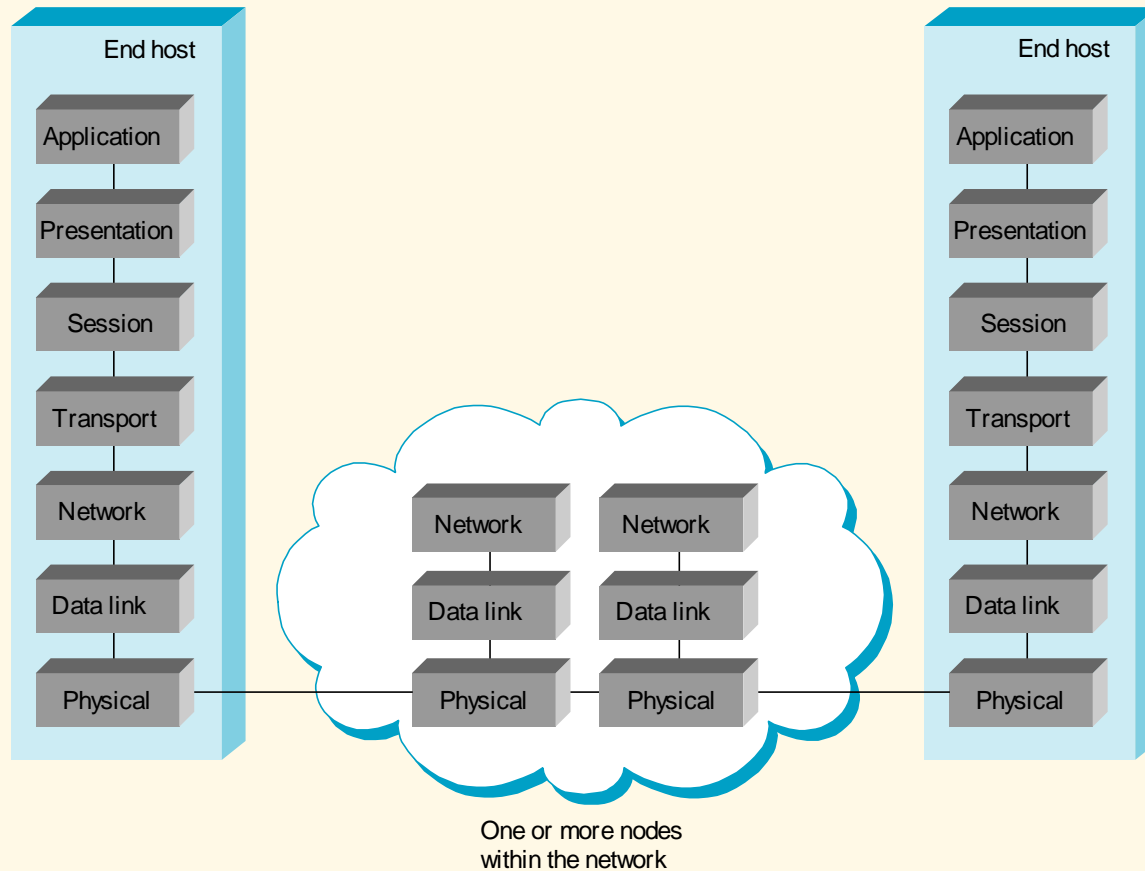 End host
Application
Presentation
Session
Transport
Network
Data link
Physical
Network
Data link
Physical
Network
Data link
Physical
One or more nodes
within the network
End host
Application
Presentation
Session
Transport
Network
Data link
Physical